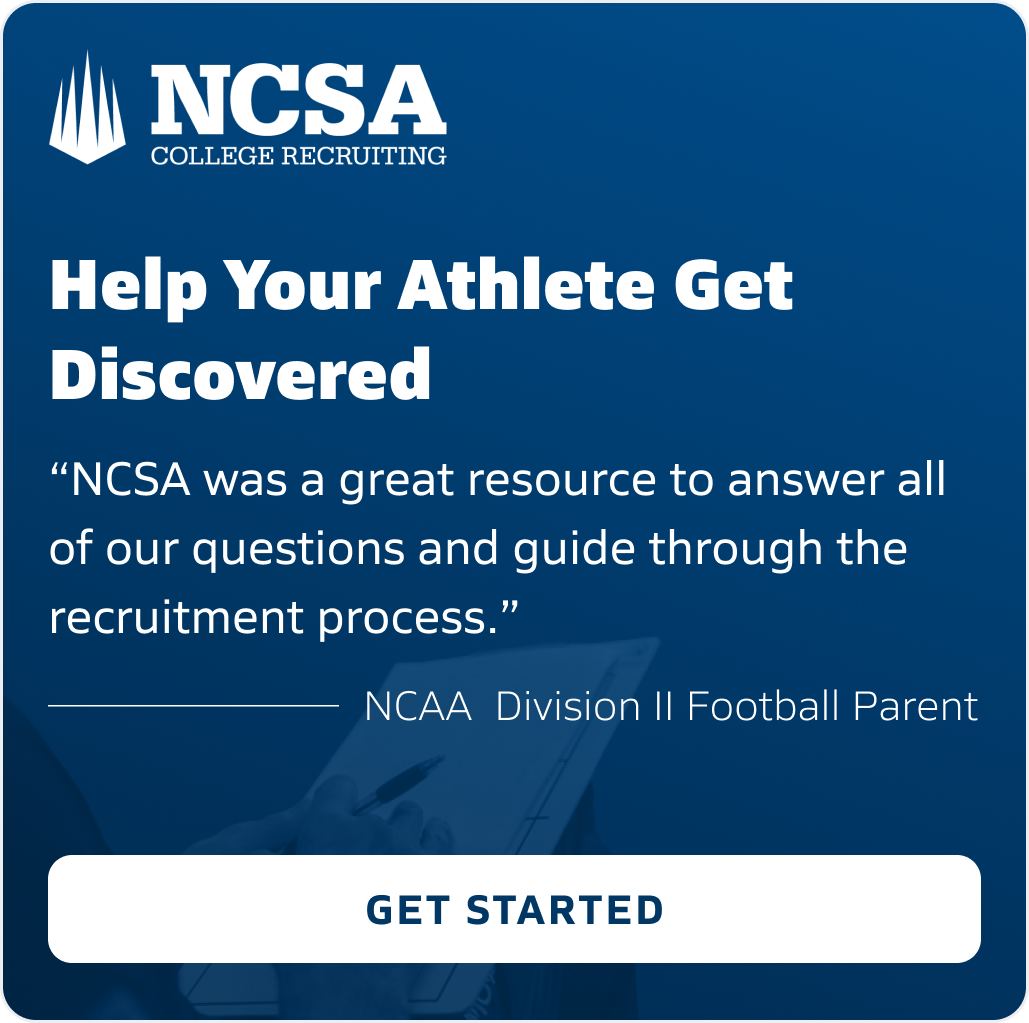 NCSA
COLLEGE RECRUITING
Help Your Athlete Get
Discovered
“NCSA was a great resource to answer all
of our questions and guide through the
recruitment process.”
NCAA  Division II Football Parent
GET STARTED